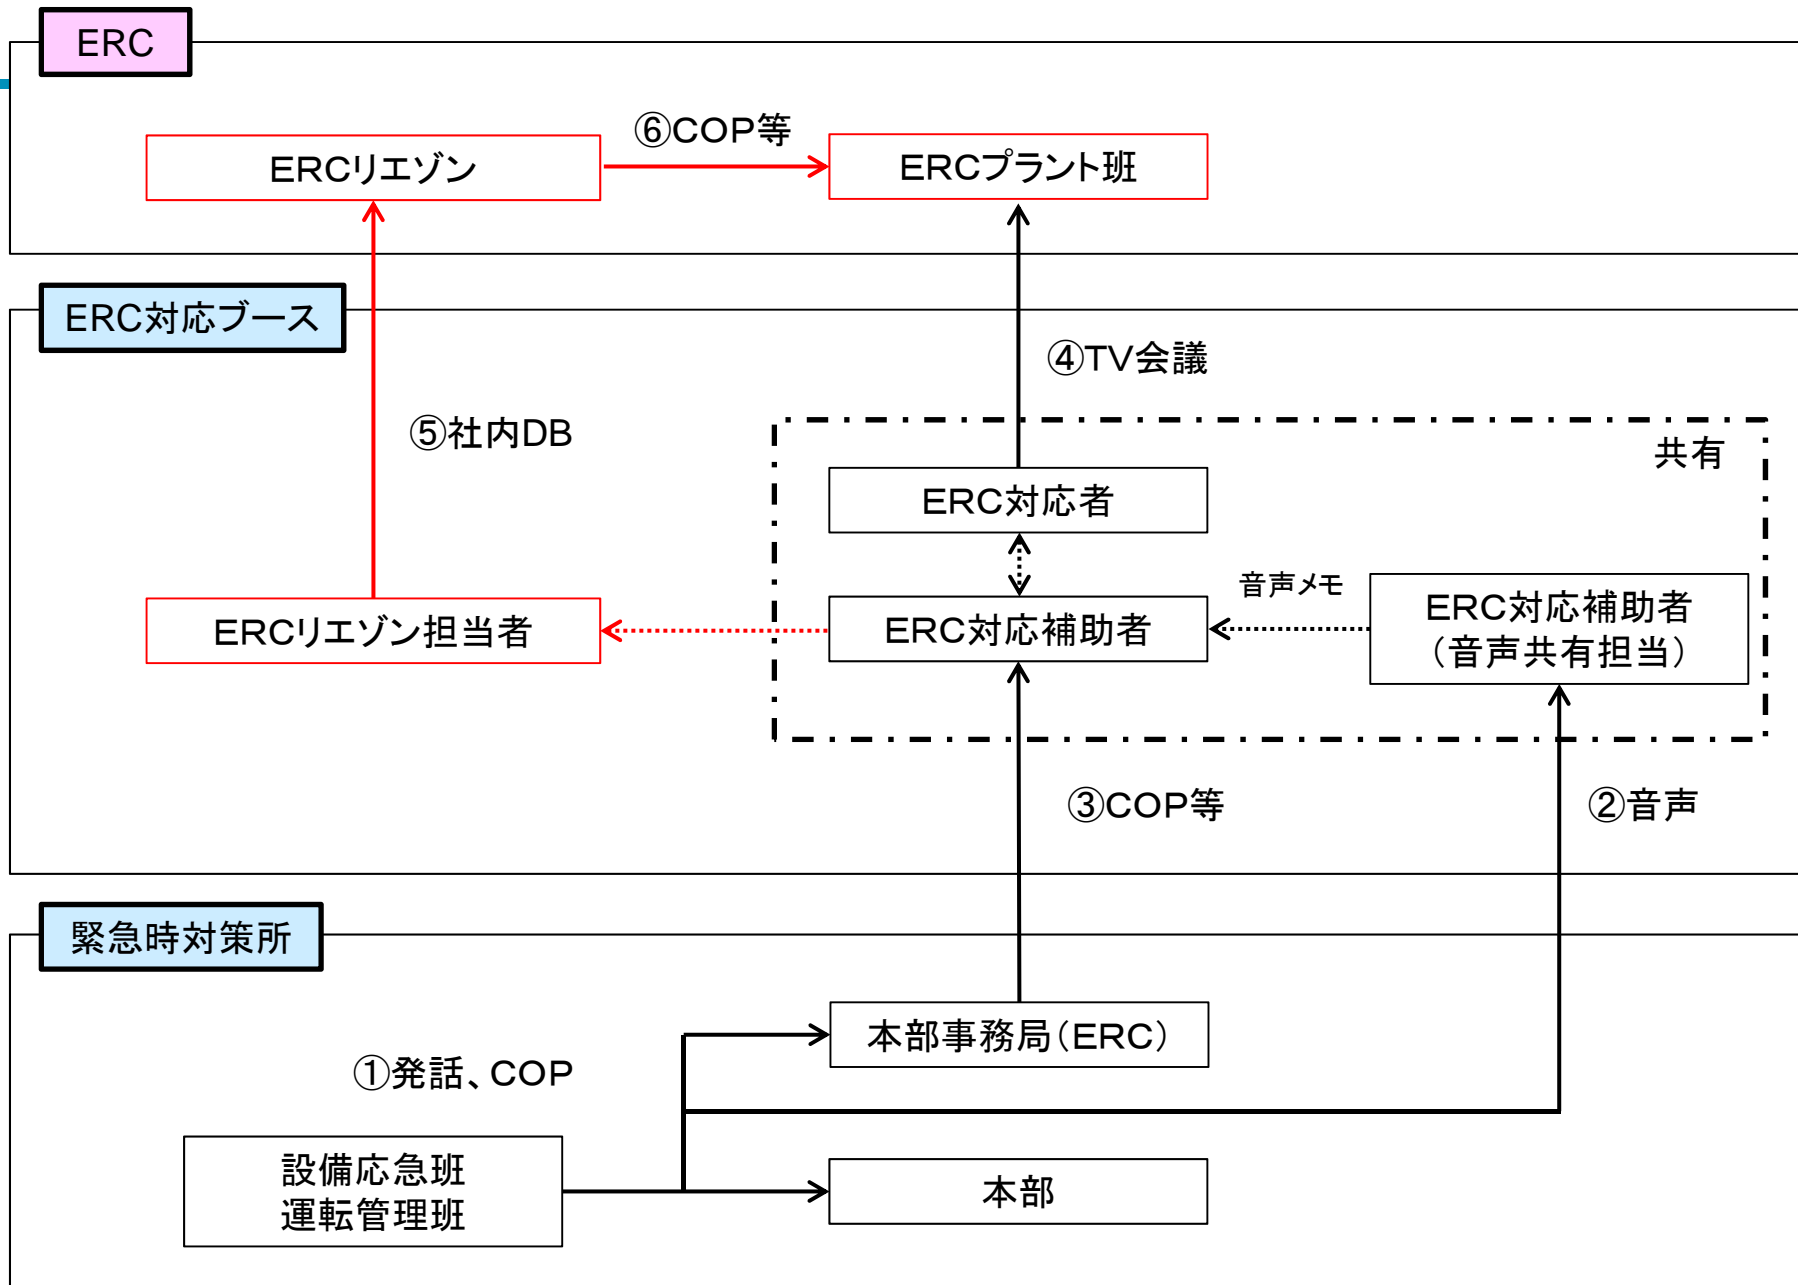 ERC
⑥COP等
ERCリエゾン
ERCプラント班
ERC対応ブース
④TV会議
⑤社内DB
共有
ERC対応者
音声メモ
ERCリエゾン担当者
ERC対応補助者
ERC対応補助者
（音声共有担当）
③COP等
②音声
緊急時対策所
本部事務局（ERC）
①発話、COP
設備応急班
運転管理班
本部